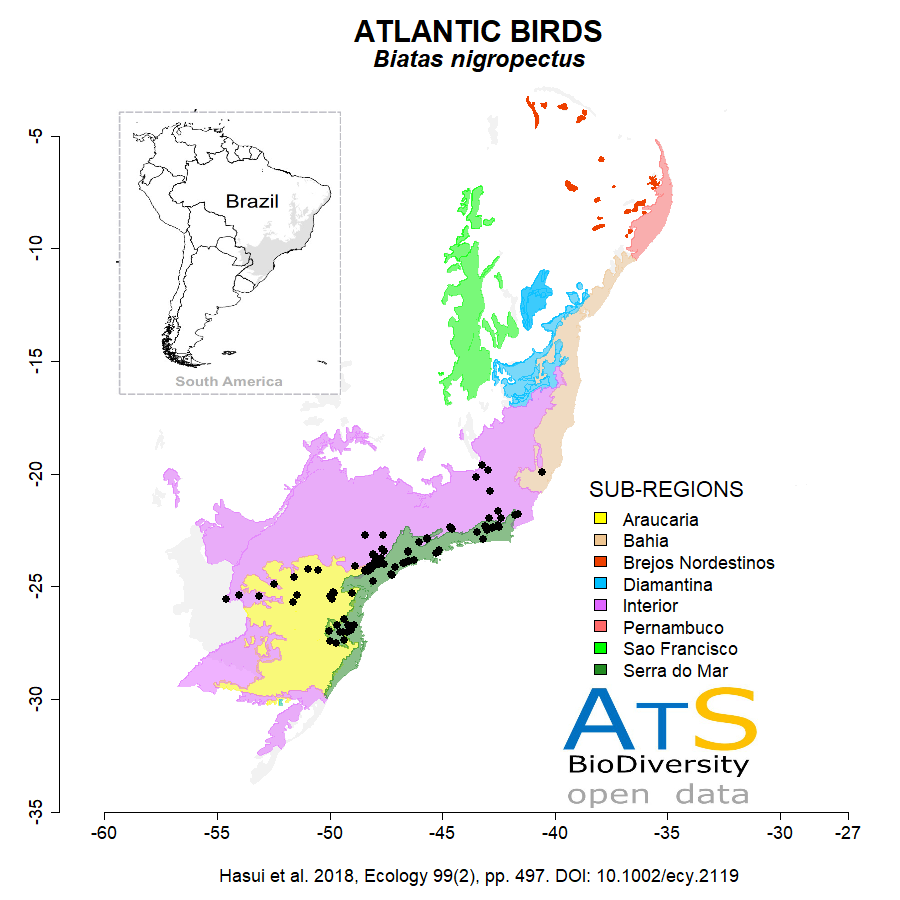 ATLANTIC BIRDS
Biatas nigropectus
Brazil
South America
-5
-10
-15
-20
-25
-30
-35
SUB-REGIONS
Araucaria
Bahia
Brejos Nordestinos
Diamantina
Interior
Pernambuco
Sao Francisco
Serra do Mar
ATS
BioDiversity
open data
-60
-55
-50
-45
-40
-35
-30
-27
Hasui et al. 2018, Ecology 99(2), pp. 497. DOI: 10.1002/ecy.2119